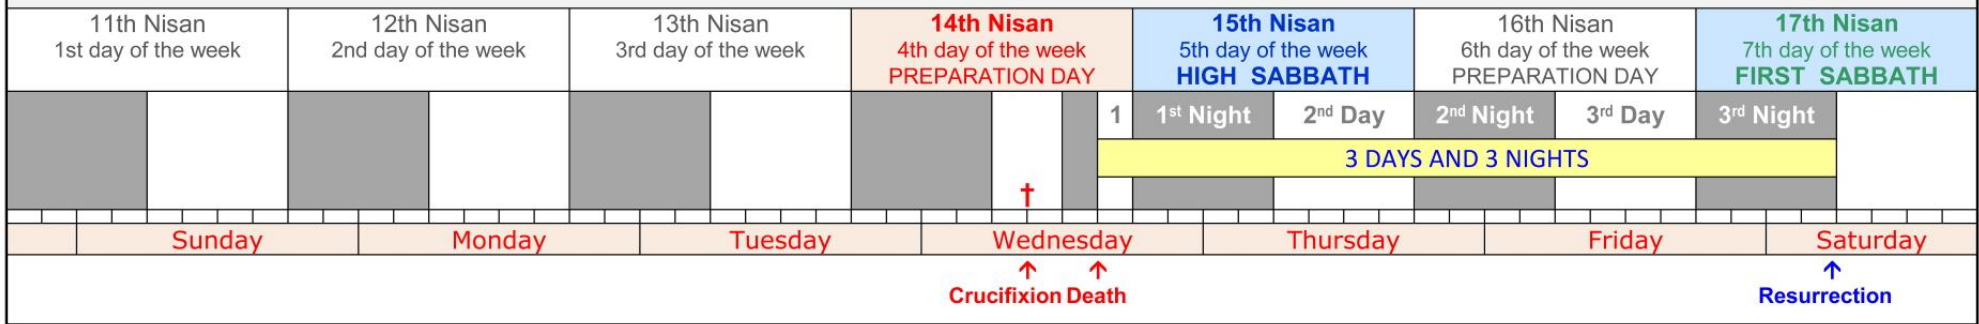 11th Nisan
1st day of the week
12th Nisan
2nd day of the week
13th Nisan
3rd day of the week
14th Nisan
4th day of the week
PREPARATION DAY
15th Nisan
5th day of the week
HIGH SABBATH
16th Nisan
6th day of the week
PREPARATION DAY
17th Nisan
7th day of the week
FIRST SABBATH
1
1st Night
2nd Day
2nd Night
3rd Day
3rd Night
3 DAYS AND 3 NIGHTS
Sunday
Monday
Tuesday
Wednesday
Thursday
Friday
Saturday
Crucifixion
Death
Resurrection